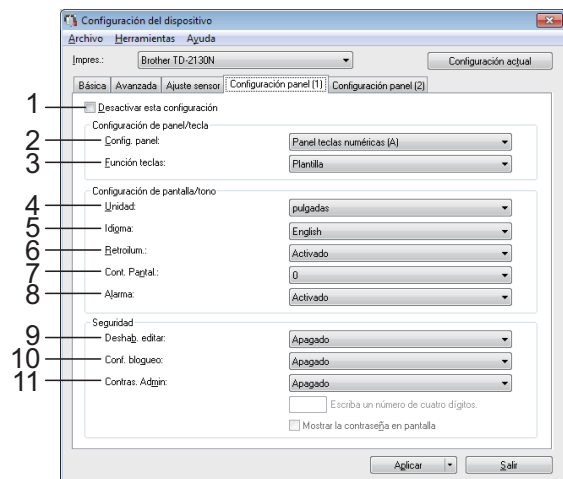 Configuración del dispositivo
Archivo Herramientas Ayuda
Impres.: Brother TD-2130N Configuración actual
Básica Avanzada Ajuste sensor Configuración panel (1) Configuración panel (2)
1 Desactivar esta configuración
Configuración de panel/tecla
2 Config. panel: Panel teclas numéricas (A)
3 Función teclas: Plantilla
Configuración de pantalla/tono
4 Unidad: pulgadas
5 Idioma: English
6 Retroilum.: Activado
7 Cont. Pantal.: 0
8 Alarma: Activado
Seguridad
9 Deshab. editar: Apagado
10 Conf. bloqueo: Apagado
11 Contras. Admin: Apagado
Escriba un número de cuatro dígitos.
Mostrar la contraseña en pantalla
Aplicar Salir